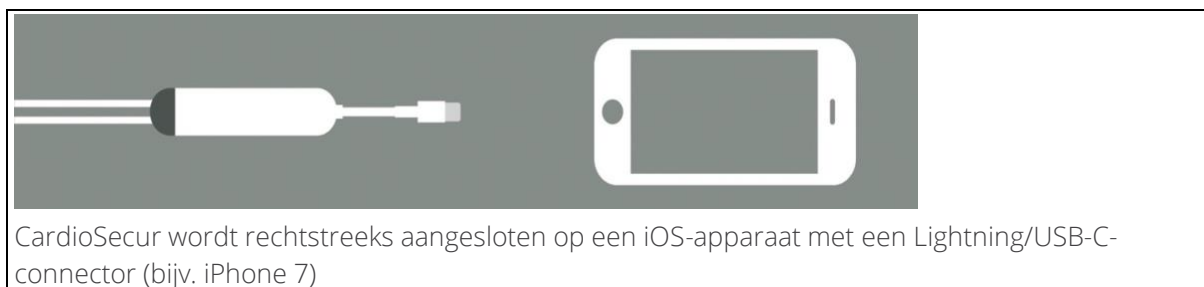 CardioSecur wordt rechtstreeks aangesloten op een iOS-apparaat met een Lightning/USB-C-
connector (bijv. iPhone 7)